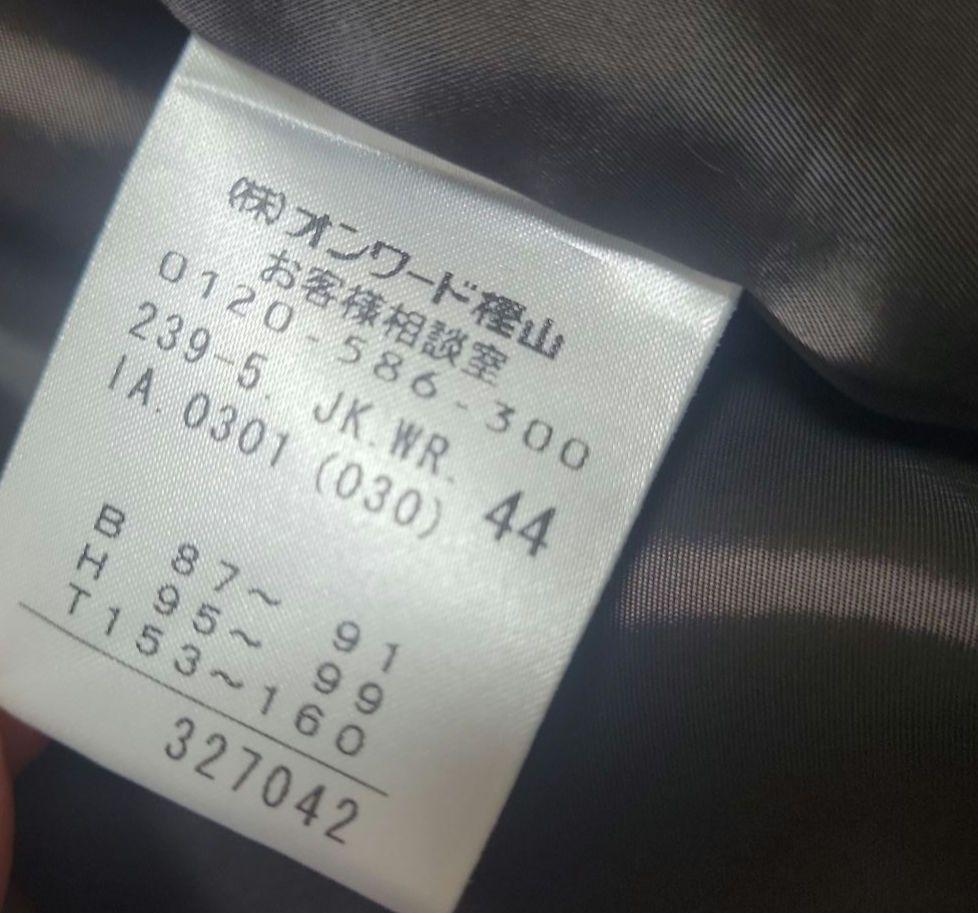 (株)オンワード樫山
お客様相談室
0120-586-300
239-5. JK.WR. 44
IA.0301 (030)
B 87~ 91
H 95~ 99
T153~160
327042